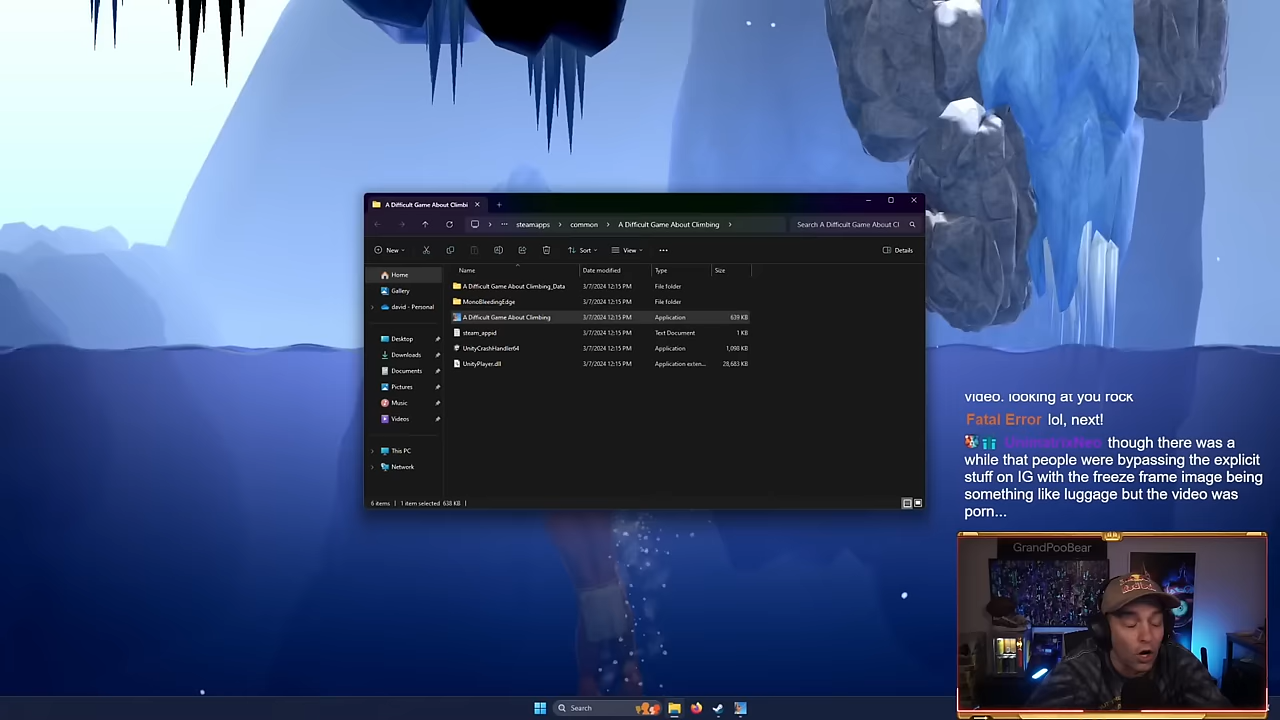 A Difficult Game About Climbi
steamapps
common
A Difficult Game About Climbing
Search A Difficult Game About Cl
New
Sort
View
Details
Name Date modified Type Size
Home
Gallery
david - Personal
Desktop
Downloads
Documents
Pictures
Music
Videos
This PC
Network
A Difficult Game About Climbing_Data 3/7/2024 12:15 PM File folder
MonoBleedingEdge 3/7/2024 12:15 PM File folder
A Difficult Game About Climbing 3/7/2024 12:15 PM Application 639 KB
steam_appid 3/7/2024 12:15 PM Text Document 1 KB
UnityCrashHandler64 3/7/2024 12:15 PM Application 1,098 KB
UnityPlayer.dll 3/7/2024 12:15 PM Application exten... 28,683 KB
6 items 1 item selected 638 KB
video. looking at you rock
Fatal Error lol, next!
though there was a
while that people were bypassing the explicit
stuff on IG with the freeze frame image being
something like luggage but the video was
porn...
GrandPooBear
Search